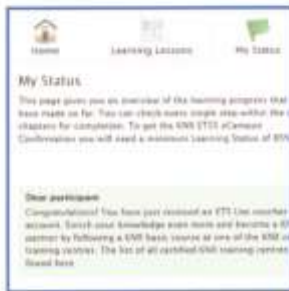 Home
Learning Lessons
My Status
My Status
This page gives you an overview of the learning progress that
have made so far. You can check every single step within the
chapters for completion. To get the KNX ETS5 eCampus
Confirmation you will need a minimum Learning Status of 85%
Dear participant
Congratulations! You have just received an ETS Lite voucher
account. Enrich your knowledge even more and become a KNX
partner by following a KNX basic course at one of the KNX
training centres. The list of all certified KNX training centres
found here